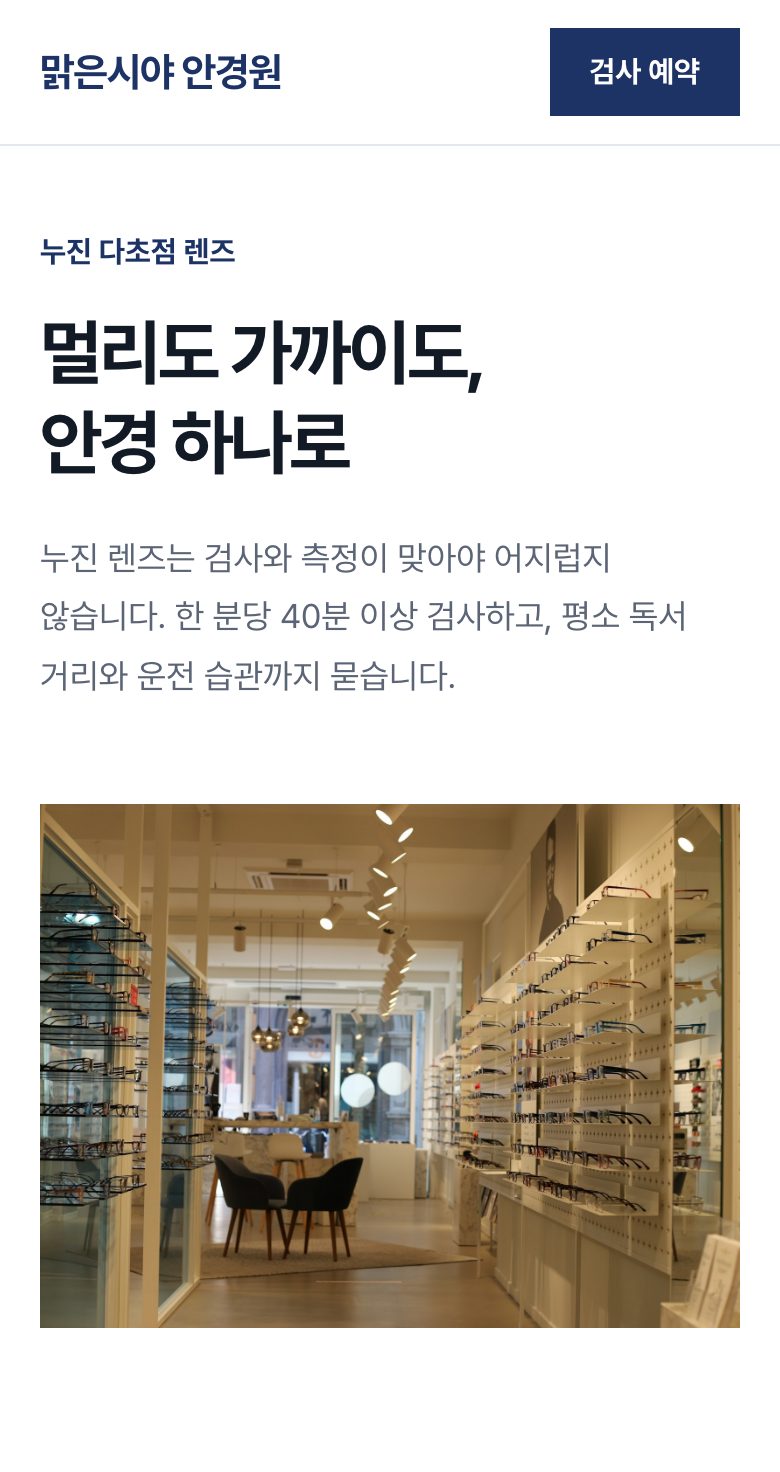 맑은시야 안경원
검사 예약
누진 다초점 렌즈
멀리도 가까이도,
안경 하나로
누진 렌즈는 검사와 측정이 맞아야 어지럽지
않습니다. 한 분당 40분 이상 검사하고, 평소 독서
거리와 운전 습관까지 묻습니다.